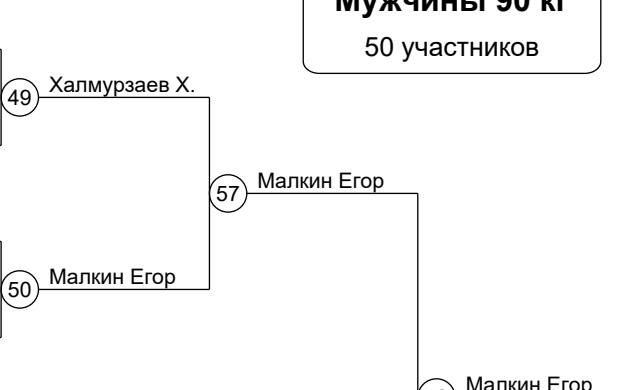 Мужчины 90 кг
50 участников
49 Халмурзаев Х.
57 Малкин Егор
50 Малкин Егор
Малкин Егор